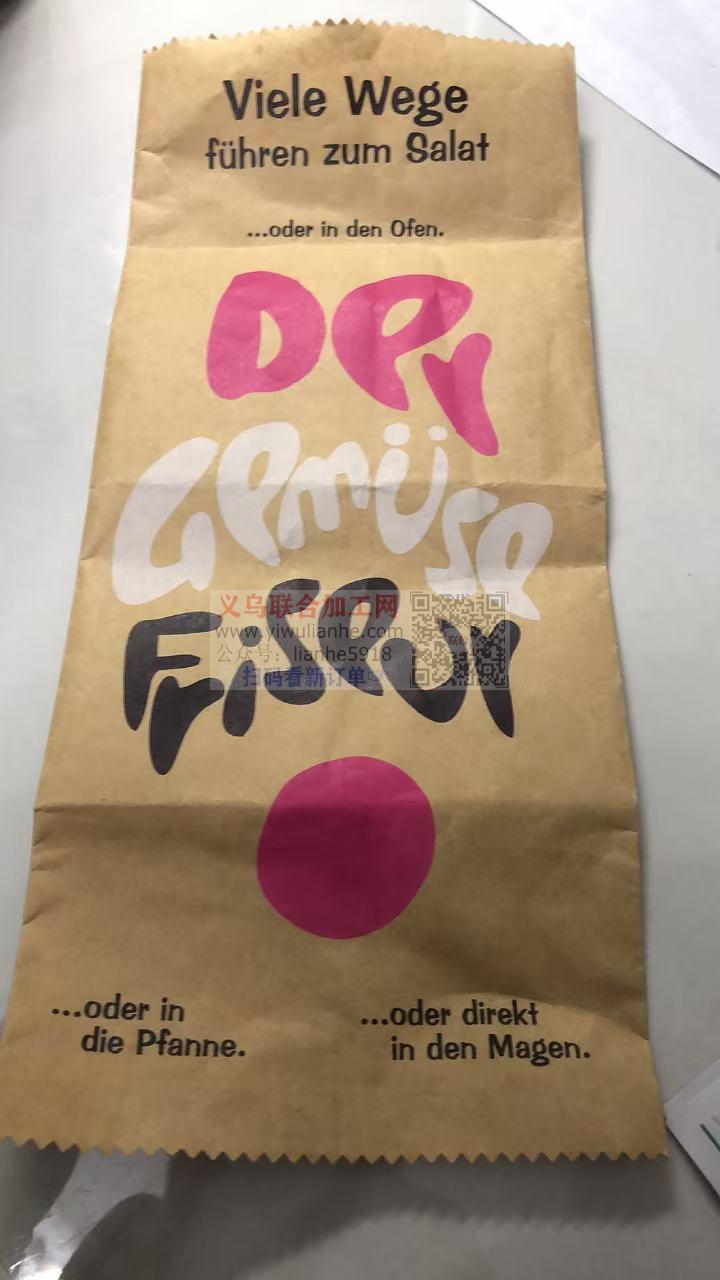 Viele Wege
führen zum Salat
...oder in den Ofen.
Der
Gemüse
Friseur
义乌联合加工网
www.yiwulianhe.com
公众号：lianhe5918
扫码看新订单
...oder in
die Pfanne.
...oder direkt
in den Magen.